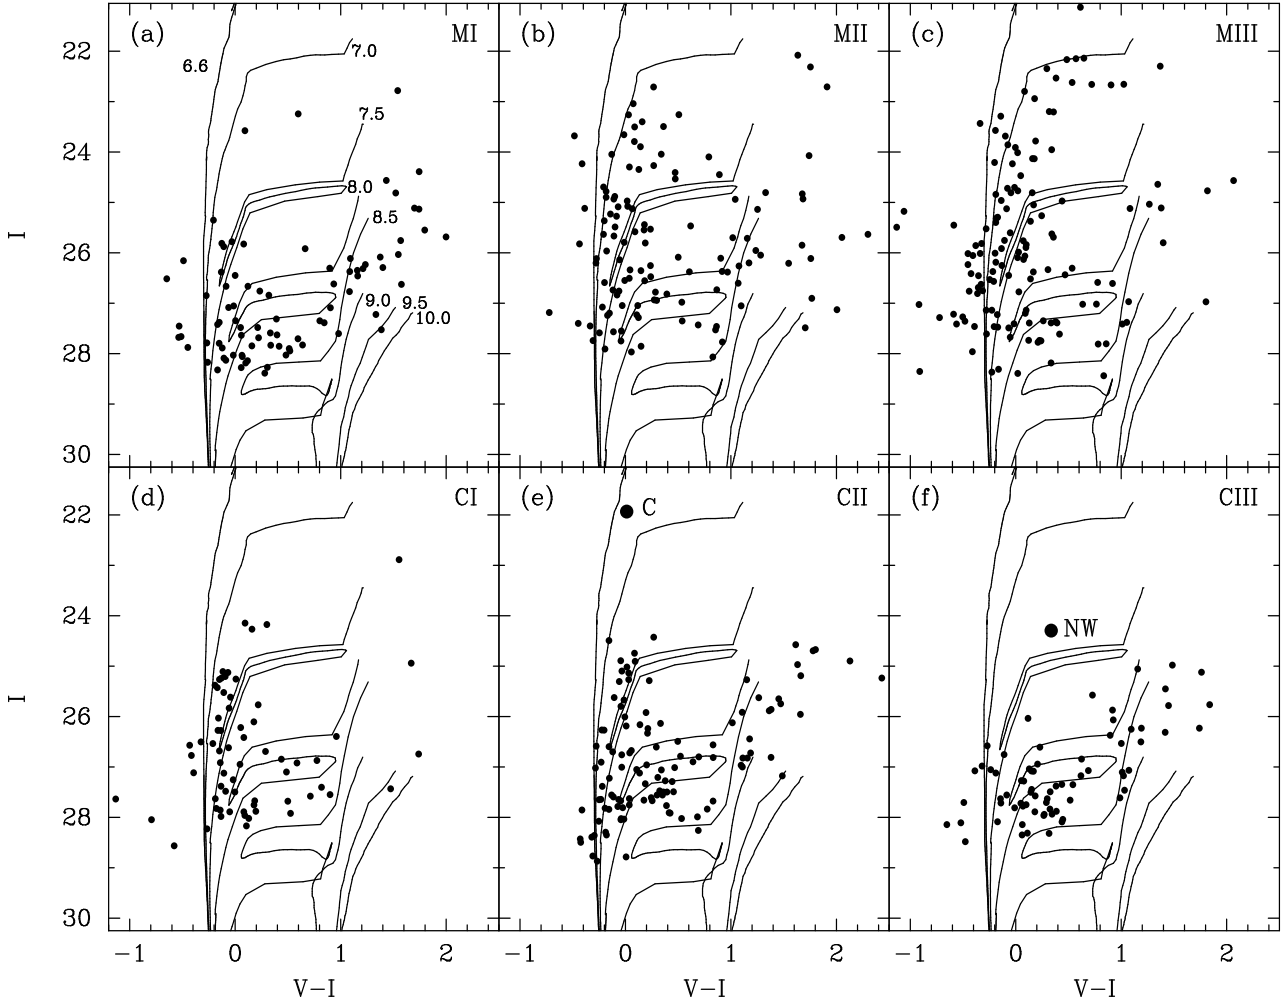 (a) MI (b) MII (c) MIII
22
6.6 7.0
7.5
24
8.0
8.5
I
26
9.0 9.5 10.0
28
30
(d) CI (e) CII (f) CIII
C
22
24
NW
I
26
28
30
−1 0 1 2 −1 0 1 2 −1 0 1 2
V−I V−I V−I